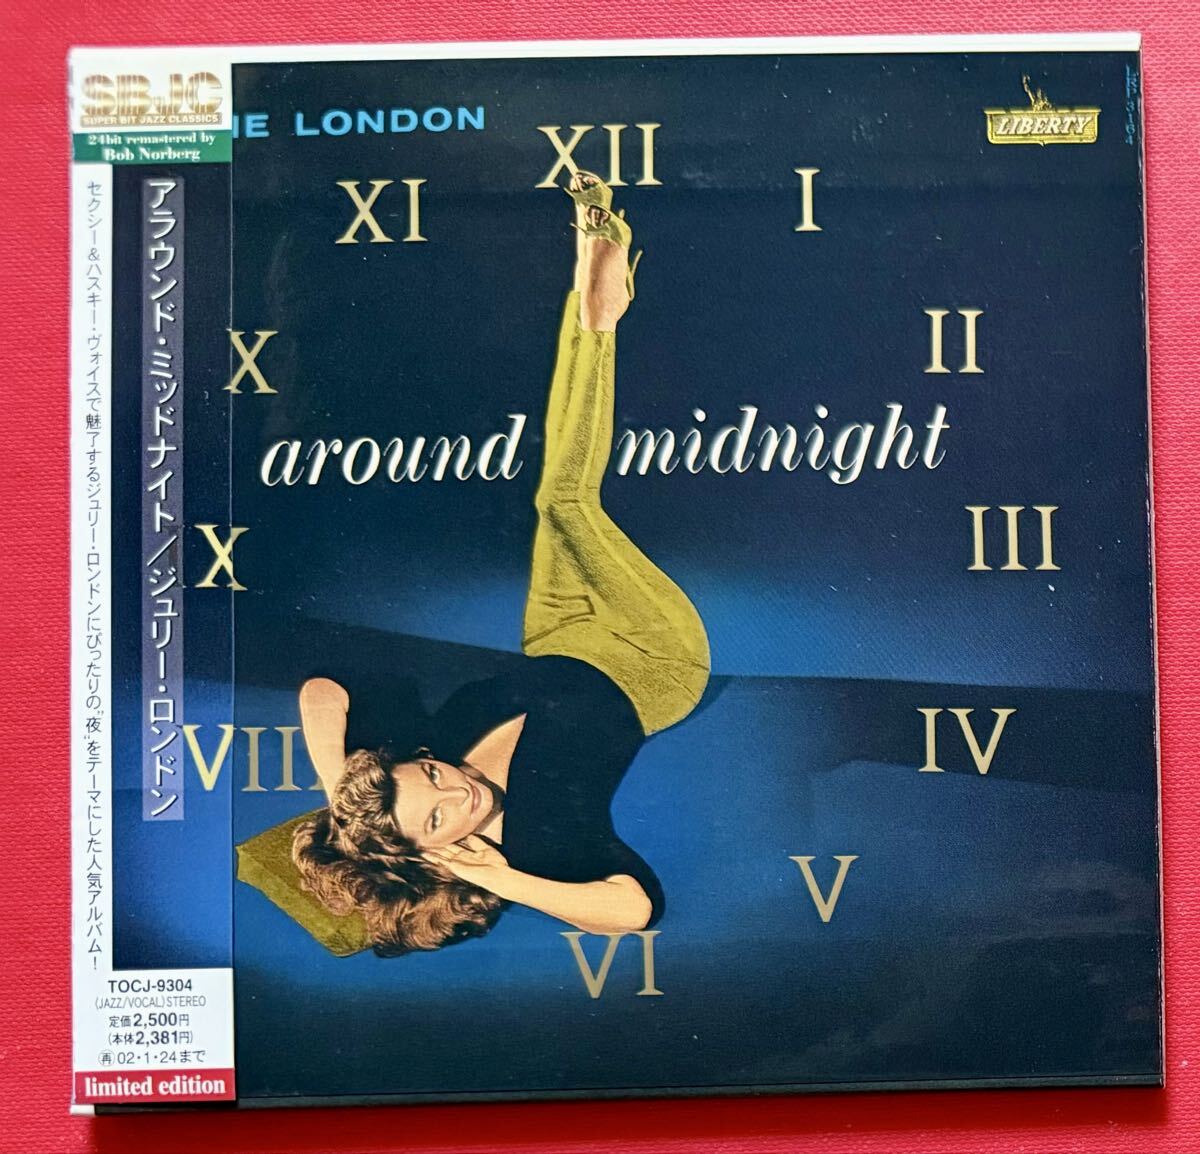 SBJC
SUPER BIT JAZZ CLASSICS
24bit remastered by
Bob Norberg
アラウンド・ミッドナイト/ジュリー・ロンドン
セクシー&ハスキー・ヴォイスで魅了するジュリー・ロンドンにぴったりの"夜"をテーマにした人気アルバム!
TOCJ-9304
(JAZZ/VOCAL)STEREO
定価2,500円
(本体2,381円)
再02・1・24まで
limited edition
IE LONDON
LIBERTY
LRP 3164
XII
XI
I
X
II
around midnight
X
III
VIII
IV
V
VI